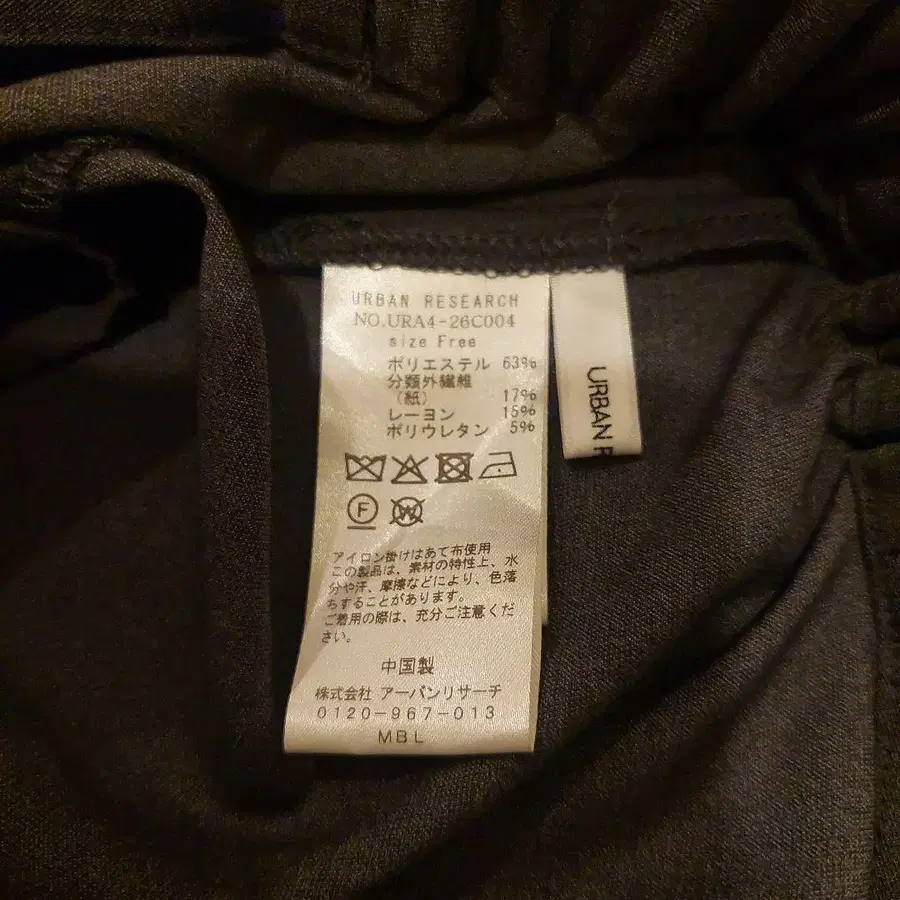 URBAN RESEARCH
NO.URA4-26C004
size Free
ポリエステル 63%
分類外繊維
(紙) 17%
レーヨン 15%
ポリウレタン 5%
F
W
アイロン掛けはあて布使用
この製品は、素材の特性上、水
分や汗、摩擦などにより、色落
ちすることがあります。
ご着用の際は、充分ご注意くだ
さい。
中国製
株式会社 アーバンリサーチ
0120-967-013
MBL
URBAN R